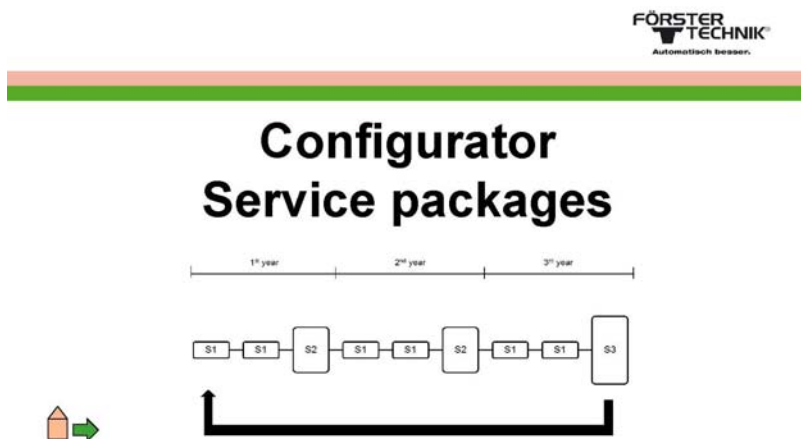 FÖRSTER
TECHNIK®
Automatisch besser.
Configurator
Service packages
1st year 2nd year 3rd year
S1 S1 S2 S1 S1 S2 S1 S1 S3